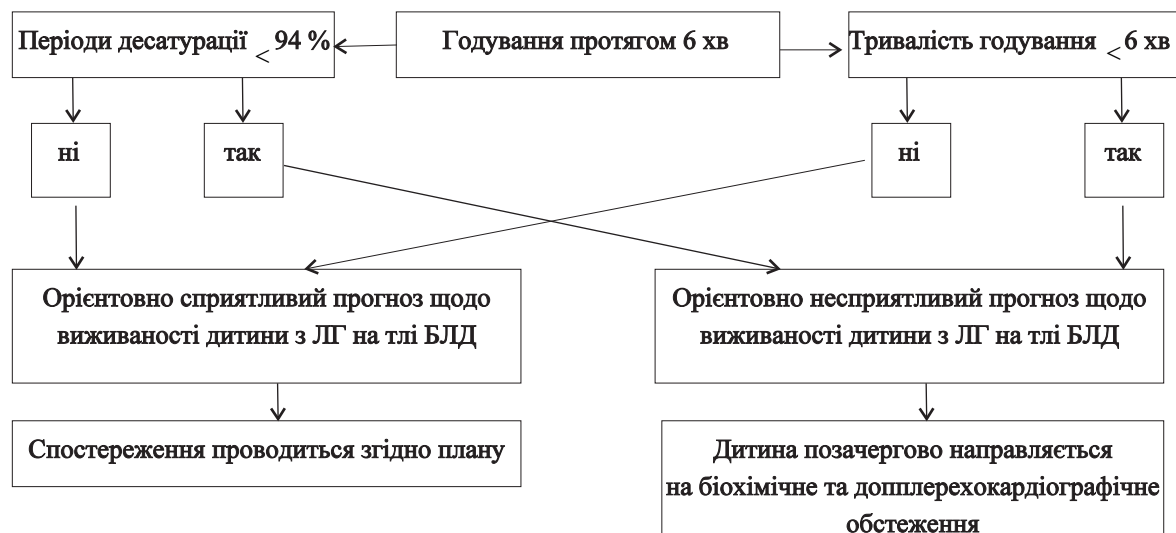 Періоди десатурації < 94 %
Годування протягом 6 хв
Тривалість годування < 6 хв
ні
так
ні
так
Орієнтовно сприятливий прогноз щодо
виживаності дитини з ЛГ на тлі БЛД
Орієнтовно несприятливий прогноз щодо
виживаності дитини з ЛГ на тлі БЛД
Спостереження проводиться згідно плану
Дитина позачергово направляється
на біохімічне та допплерехокардіографічне
обстеження